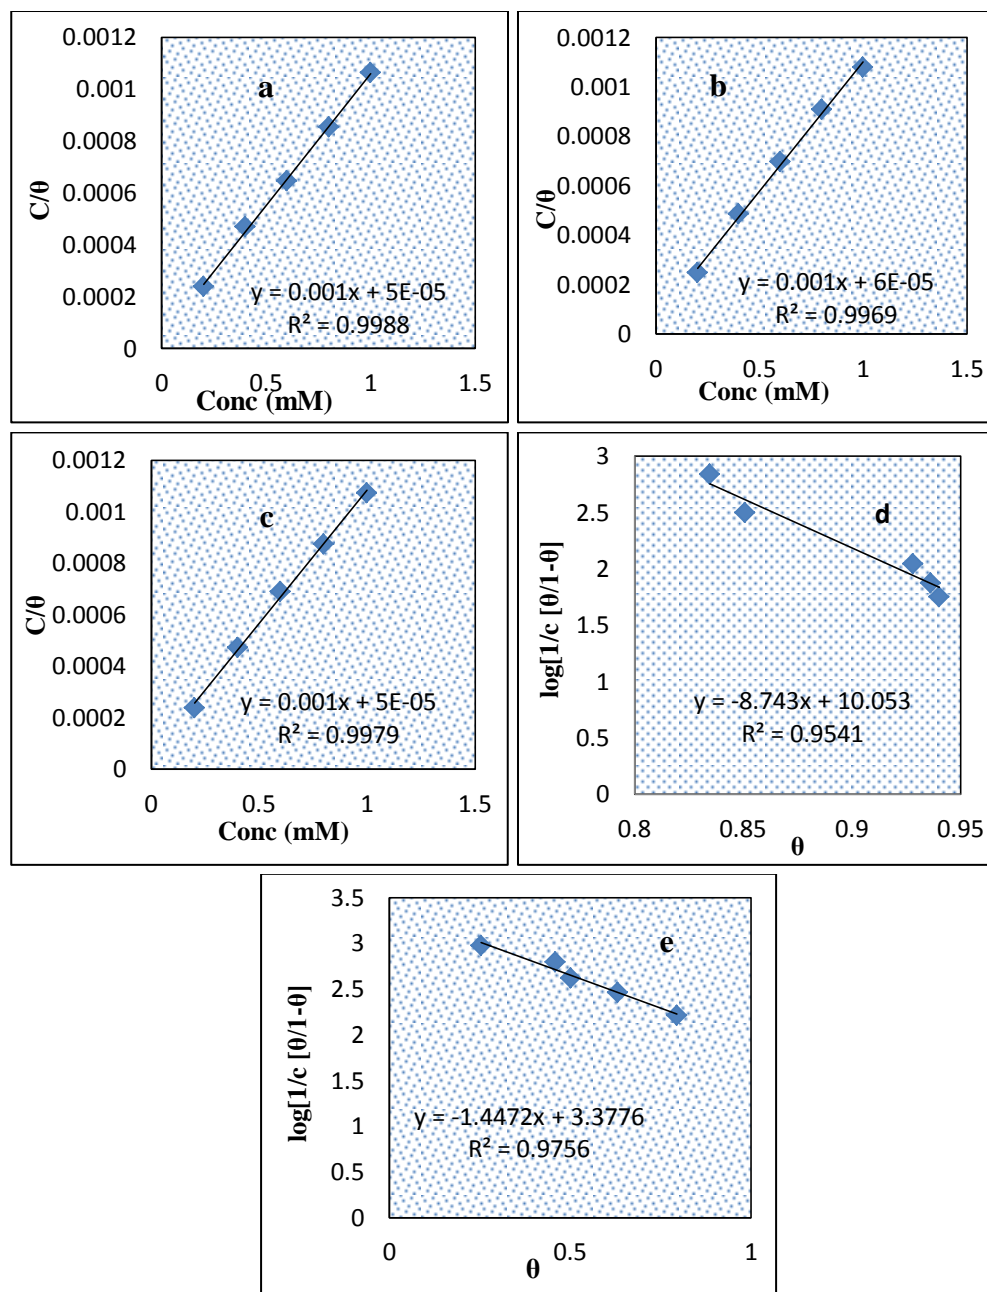 0.0012
0.001
0.0008
0.0006
0.0004
0.0002
0
C/θ
a
y = 0.001x + 5E-05
R² = 0.9988
0 0.5 1 1.5
Conc (mM)
0.0012
0.001
0.0008
0.0006
0.0004
0.0002
0
C/θ
b
y = 0.001x + 6E-05
R² = 0.9969
0 0.5 1 1.5
Conc (mM)
0.0012
0.001
0.0008
0.0006
0.0004
0.0002
0
C/θ
c
y = 0.001x + 5E-05
R² = 0.9979
0 0.5 1 1.5
Conc (mM)
3
2.5
2
1.5
1
0.5
0
log[1/c [θ/1-θ]
d
y = -8.743x + 10.053
R² = 0.9541
0.8 0.85 0.9 0.95
θ
3.5
3
2.5
2
1.5
1
0.5
0
log[1/c [θ/1-θ]
e
y = -1.4472x + 3.3776
R² = 0.9756
0 0.5 1
θ